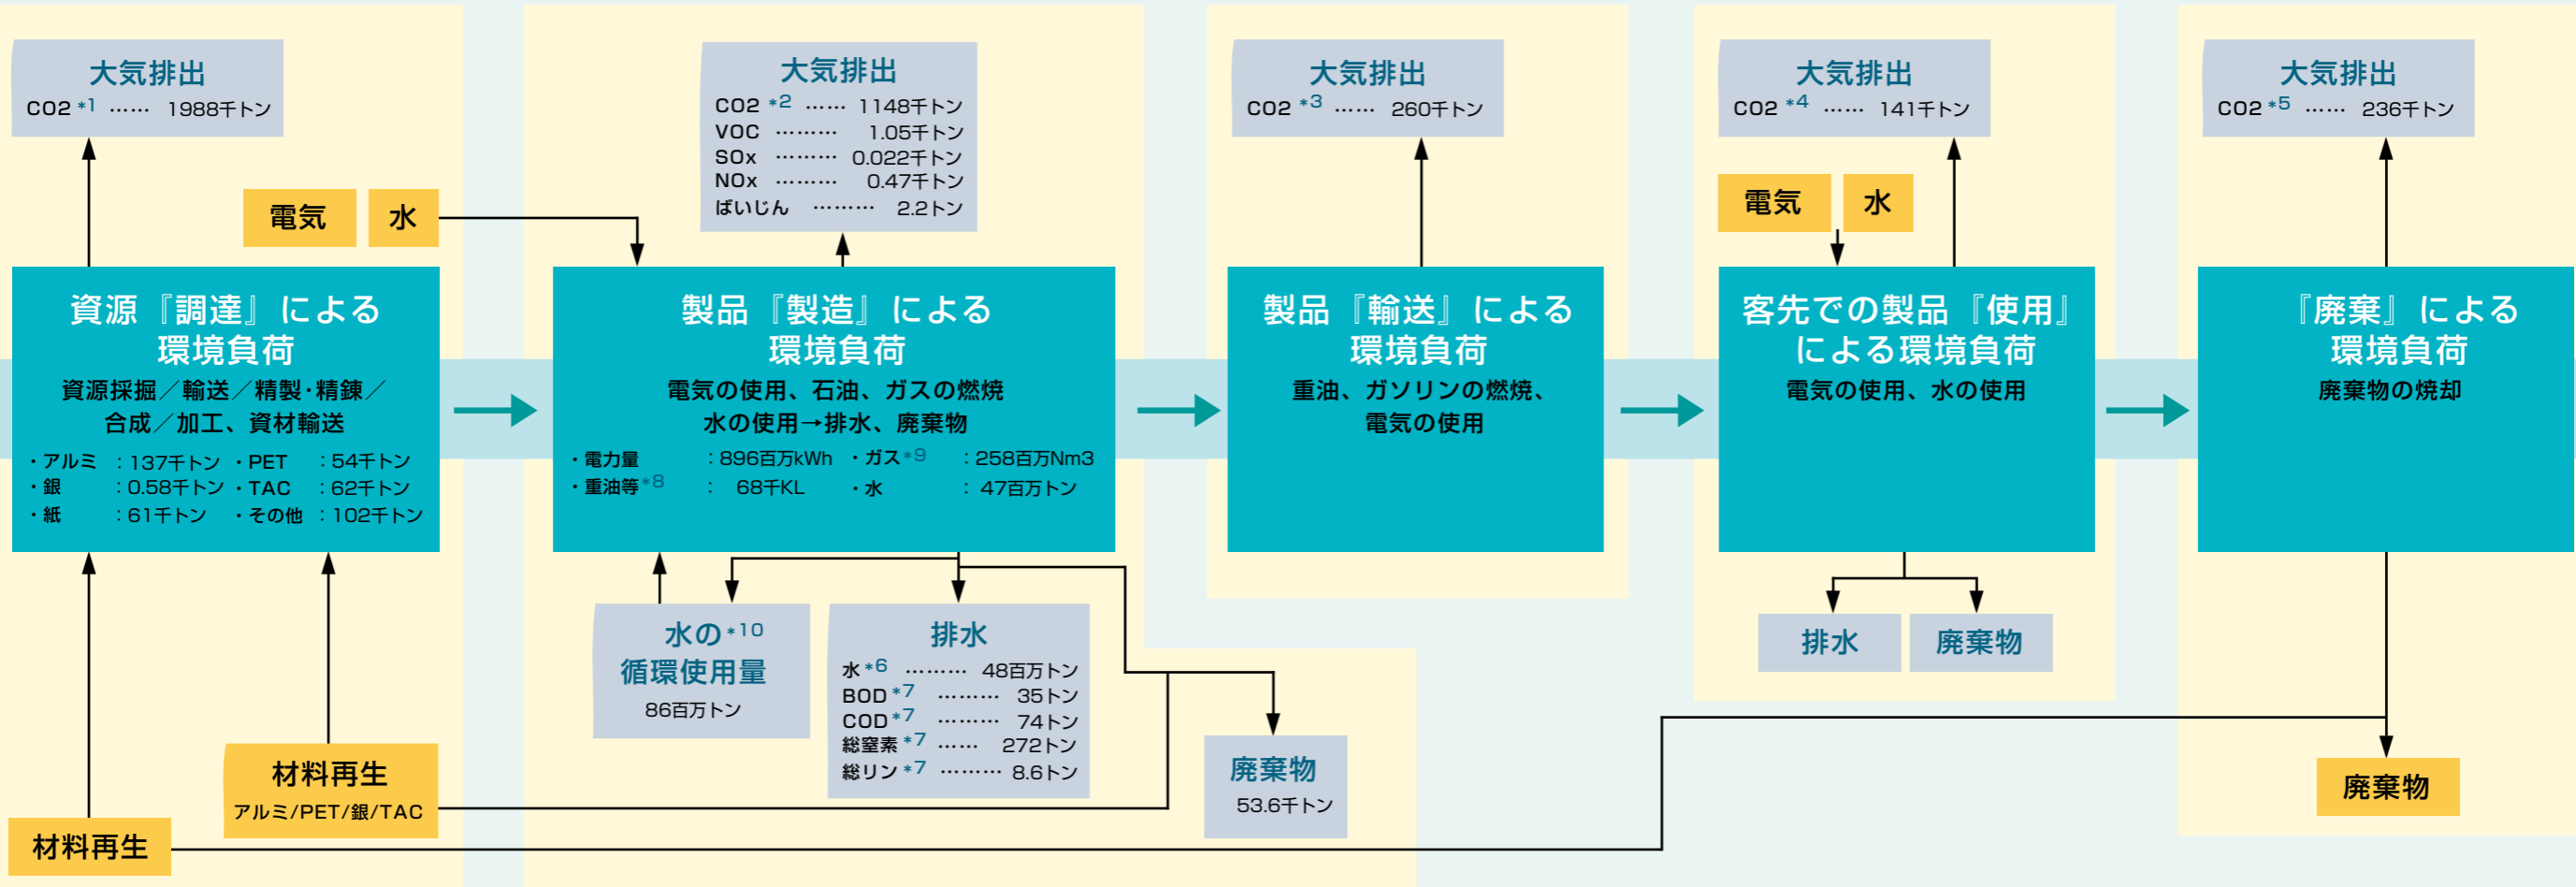 大気排出
CO2 *1 …… 1988千トン
電気
水
資源『調達』による
環境負荷
資源採掘／輸送／精製・精錬／
合成／加工、資材輸送
・アルミ ：137千トン ・PET ：54千トン
・銀 ：0.58千トン ・TAC ：62千トン
・紙 ：61千トン ・その他 ：102千トン
材料再生
アルミ/PET/銀/TAC
材料再生
大気排出
CO2 *2 …… 1148千トン
VOC ……… 1.05千トン
SOx ……… 0.022千トン
NOx ……… 0.47千トン
ばいじん ……… 2.2トン
製品『製造』による
環境負荷
電気の使用、石油、ガスの燃焼
水の使用→排水、廃棄物
・電力量 ：896百万kWh ・ガス*9 ：258百万Nm3
・重油等*8 ： 68千KL ・水 ： 47百万トン
水の*10
循環使用量
86百万トン
排水
水*6 ……… 48百万トン
BOD*7 ……… 35トン
COD*7 ……… 74トン
総窒素*7 …… 272トン
総リン*7 ……… 8.6トン
廃棄物
53.6千トン
大気排出
CO2 *3 …… 260千トン
製品『輸送』による
環境負荷
重油、ガソリンの燃焼、
電気の使用
大気排出
CO2 *4 …… 141千トン
電気
水
客先での製品『使用』
による環境負荷
電気の使用、水の使用
排水
廃棄物
大気排出
CO2 *5 …… 236千トン
『廃棄』による
環境負荷
廃棄物の焼却
廃棄物